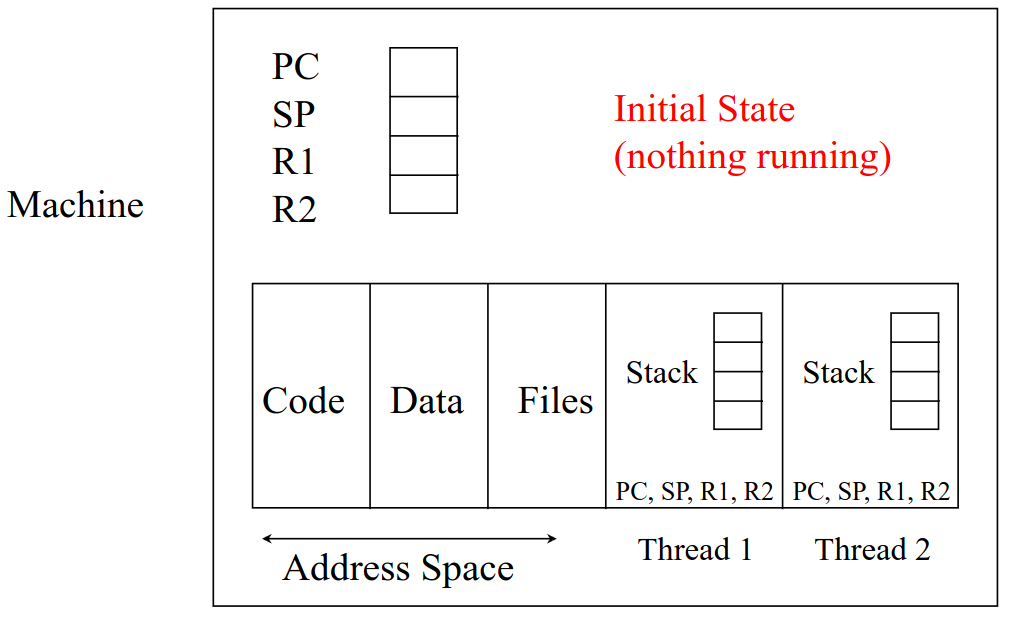 PC
SP
R1
R2
Initial State
(nothing running)
Machine
Code
Data
Files
Stack
PC, SP, R1, R2
Stack
PC, SP, R1, R2
Address Space
Thread 1
Thread 2